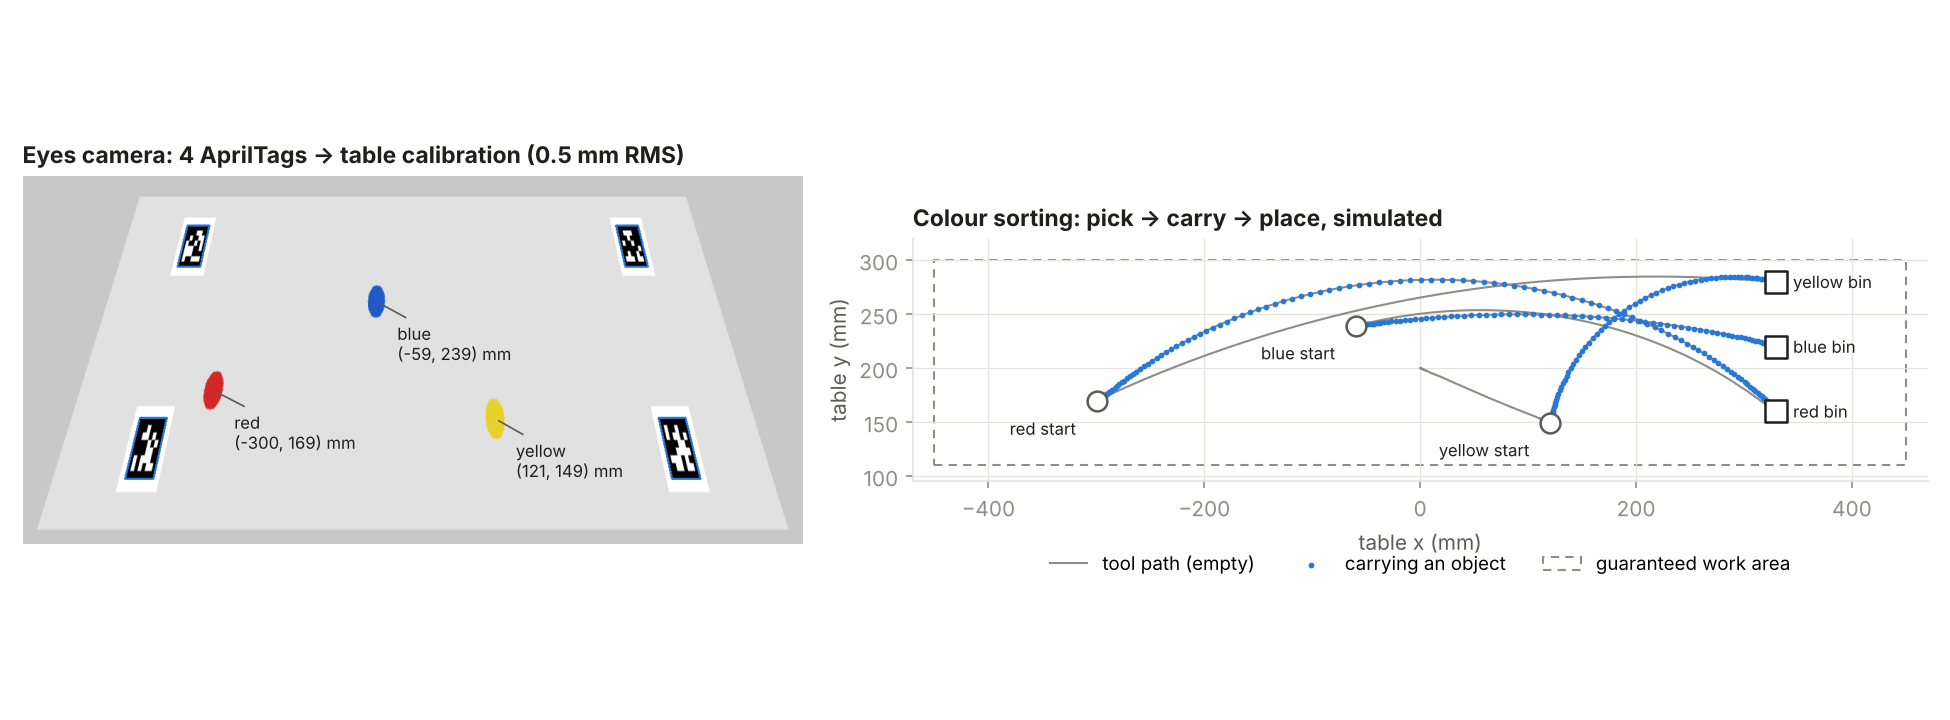 Eyes camera: 4 AprilTags → table calibration (0.5 mm RMS)
blue
(-59, 239) mm
red
(-300, 169) mm
yellow
(121, 149) mm
Colour sorting: pick → carry → place, simulated
table y (mm)
300
250
200
150
100
yellow bin
blue bin
red bin
blue start
red start
yellow start
−400
−200
0
200
400
table x (mm)
tool path (empty)
carrying an object
guaranteed work area